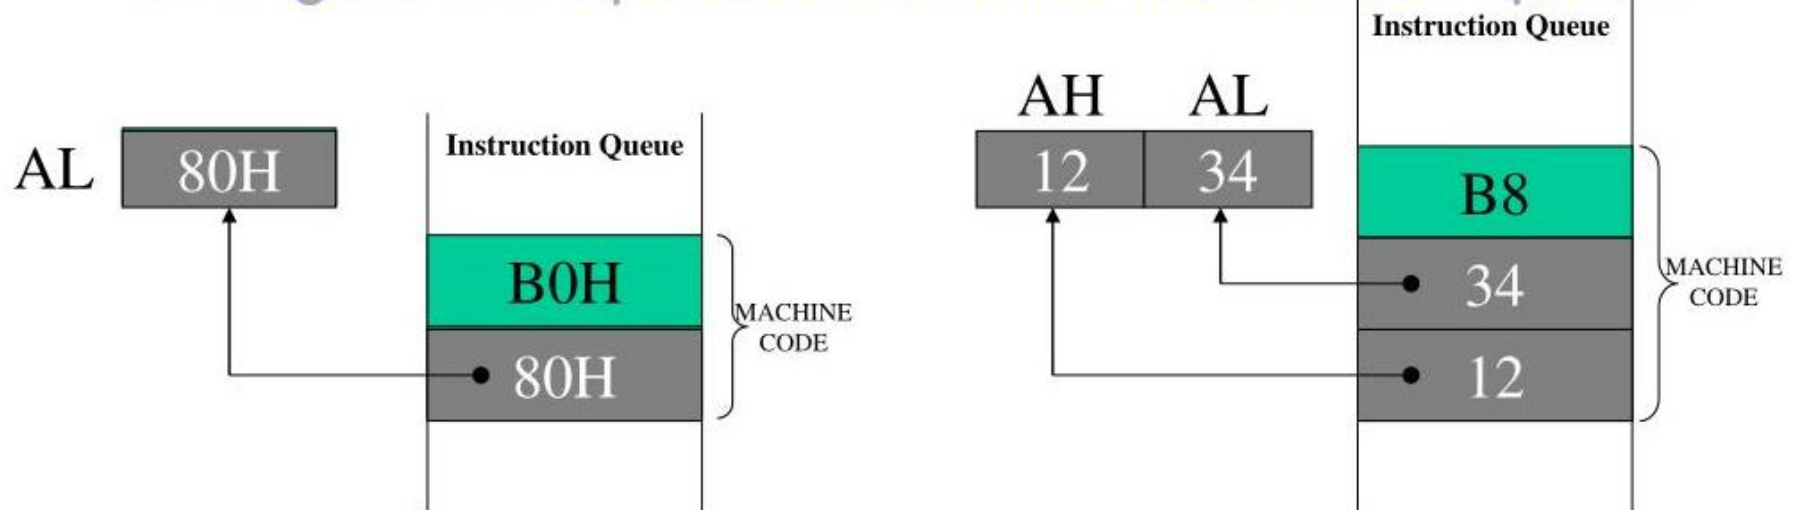 Instruction Queue
AL
80H
B0H
80H
MACHINE
CODE
Instruction Queue
AH AL
12 34
B8
34
12
MACHINE
CODE